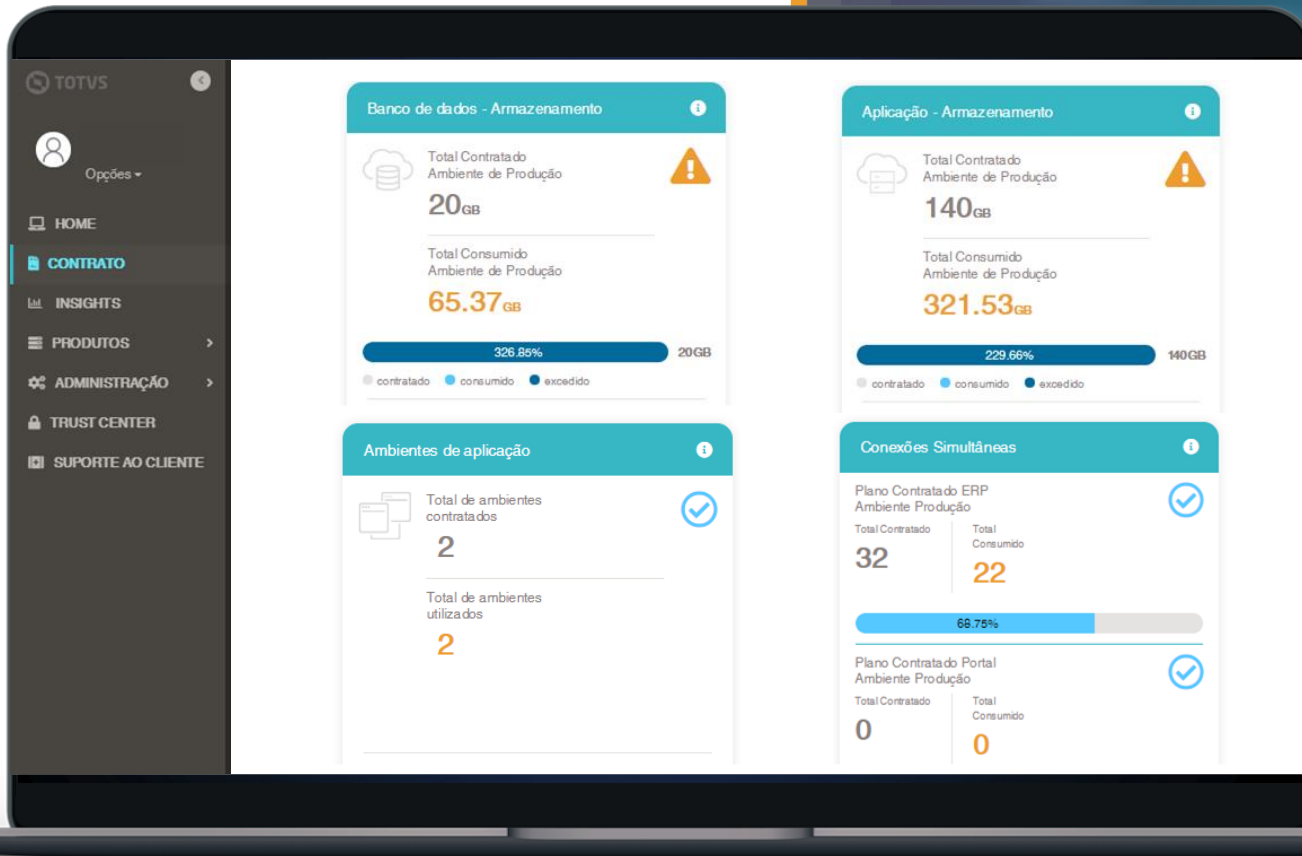 TOTVS
Opções
HOME
CONTRATO
INSIGHTS
PRODUTOS
ADMINISTRAÇÃO
TRUST CENTER
SUPORTE AO CLIENTE
Banco de dados - Armazenamento
Total Contratado
Ambiente de Produção
20GB
Total Consumido
Ambiente de Produção
65.37GB
326.85% 20GB
contratado consumido excedido
Aplicação - Armazenamento
Total Contratado
Ambiente de Produção
140GB
Total Consumido
Ambiente de Produção
321.53GB
229.66% 140GB
contratado consumido excedido
Ambientes de aplicação
Total de ambientes
contratados
2
Total de ambientes
utilizados
2
Conexões Simultâneas
Plano Contratado ERP
Ambiente Produção
Total Contratado
32
Total
Consumido
22
68.75%
Plano Contratado Portal
Ambiente Produção
Total Contratado
0
Total
Consumido
0